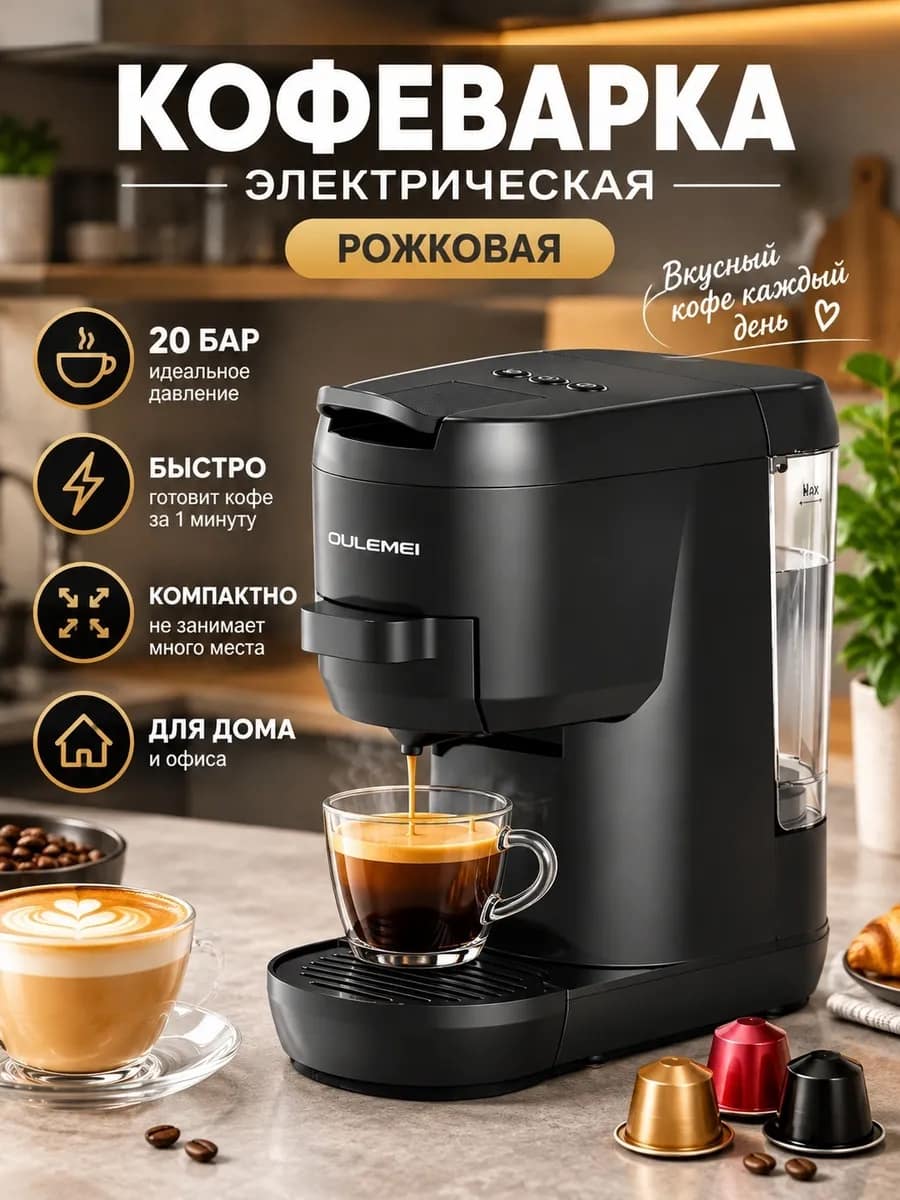 КОФЕВАРКА
ЭЛЕКТРИЧЕСКАЯ
РОЖКОВАЯ
Вкусный
кофе каждый
день
20 БАР
идеальное
давление
БЫСТРО
готовит кофе
за 1 минуту
КОМПАКТНО
не занимает
много места
ДЛЯ ДОМА
и офиса
OULEMEI
MAX